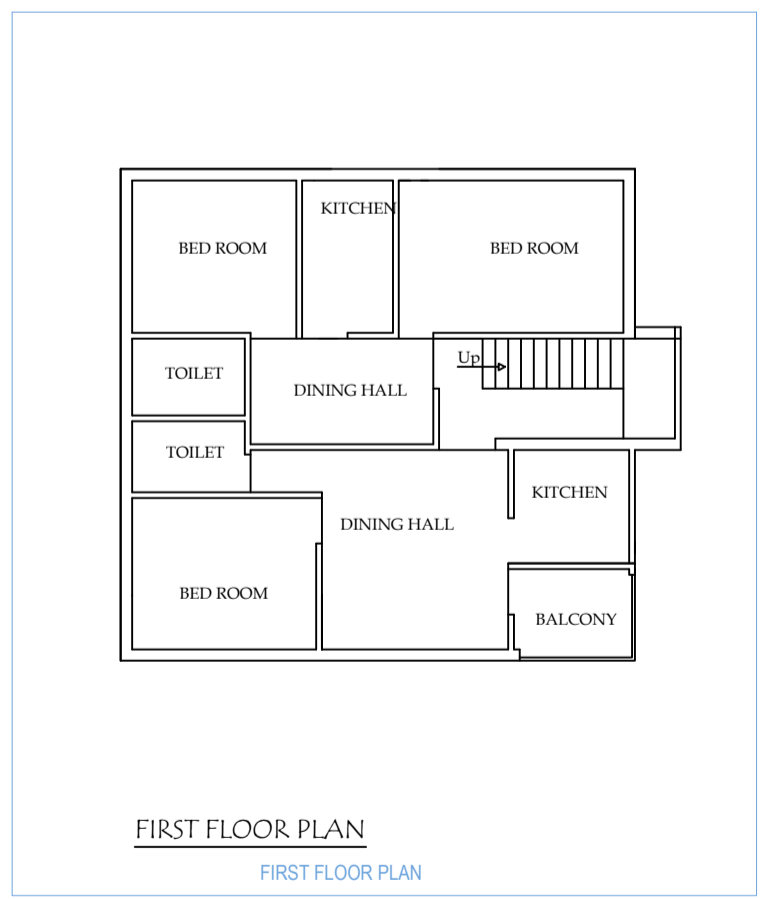 KITCHEN
BED ROOM
BED ROOM
Up
TOILET
DINING HALL
TOILET
KITCHEN
DINING HALL
BED ROOM
BALCONY
FIRST FLOOR PLAN
FIRST FLOOR PLAN